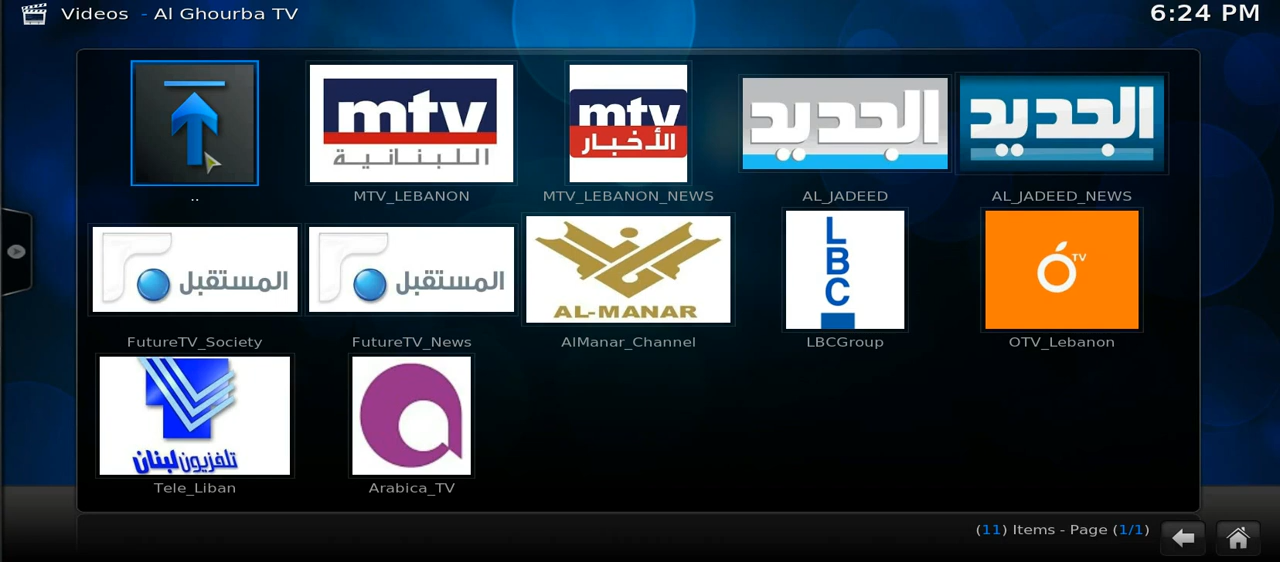 Videos - Al Ghourba TV
6:24 PM
mtv
اللبنانية
mtv
الأخبار
الجديد
الجديد
..
MTV_LEBANON
MTV_LEBANON_NEWS
AL_JADEED
AL_JADEED_NEWS
المستقبل
المستقبل
AL-MANAR
LBC
OTV
FutureTV_Society
FutureTV_News
AlManar_Channel
LBCGroup
OTV_Lebanon
تلفزيون لبنان
a
Tele_Liban
Arabica_TV
(11) Items - Page (1/1)